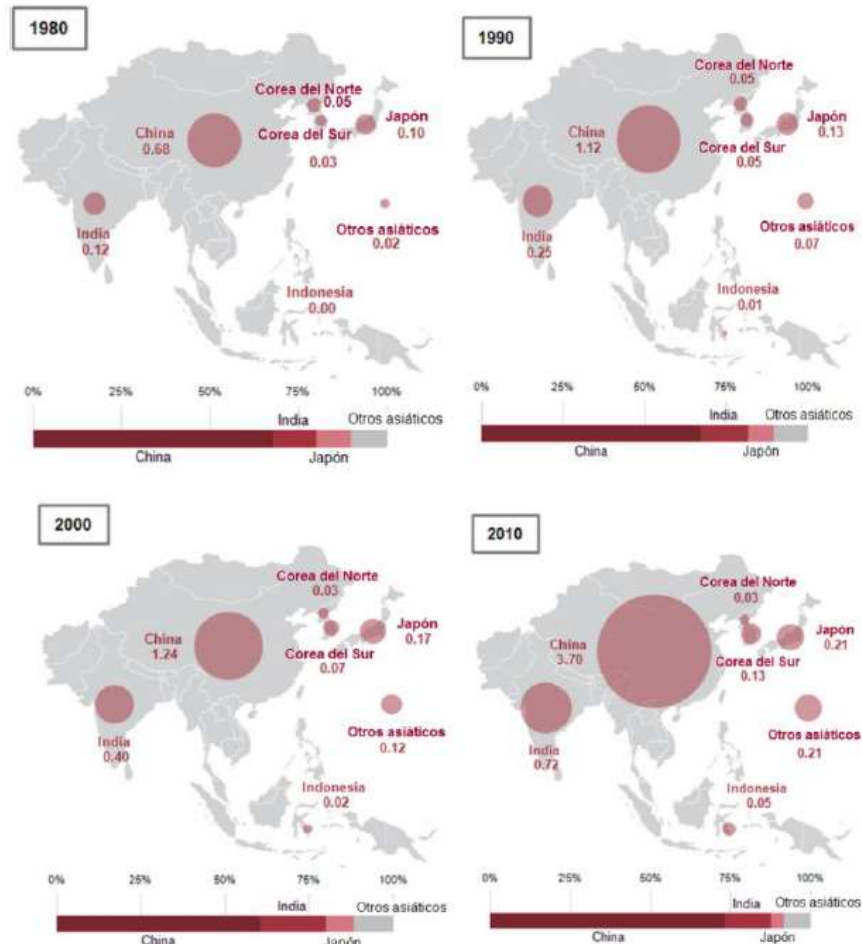 1980
Corea del Norte
0.05
China
0.68
Japón
0.10
Corea del Sur
0.03
India
0.12
Otros asiáticos
0.02
Indonesia
0.00
0% 25% 50% 75% 100%
India Otros asiáticos
China Japón
1990
Corea del Norte
0.05
China
1.12
Japón
0.13
Corea del Sur
0.05
India
0.25
Otros asiáticos
0.07
Indonesia
0.01
0% 25% 50% 75% 100%
India Otros asiáticos
China Japón
2000
Corea del Norte
0.03
China
1.24
Japón
0.17
Corea del Sur
0.07
India
0.40
Otros asiáticos
0.12
Indonesia
0.02
0% 25% 50% 75% 100%
India Otros asiáticos
China Japón
2010
Corea del Norte
0.03
China
3.70
Japón
0.21
Corea del Sur
0.13
India
0.72
Otros asiáticos
0.21
Indonesia
0.05
0% 25% 50% 75% 100%
India Otros asiáticos
China Japón